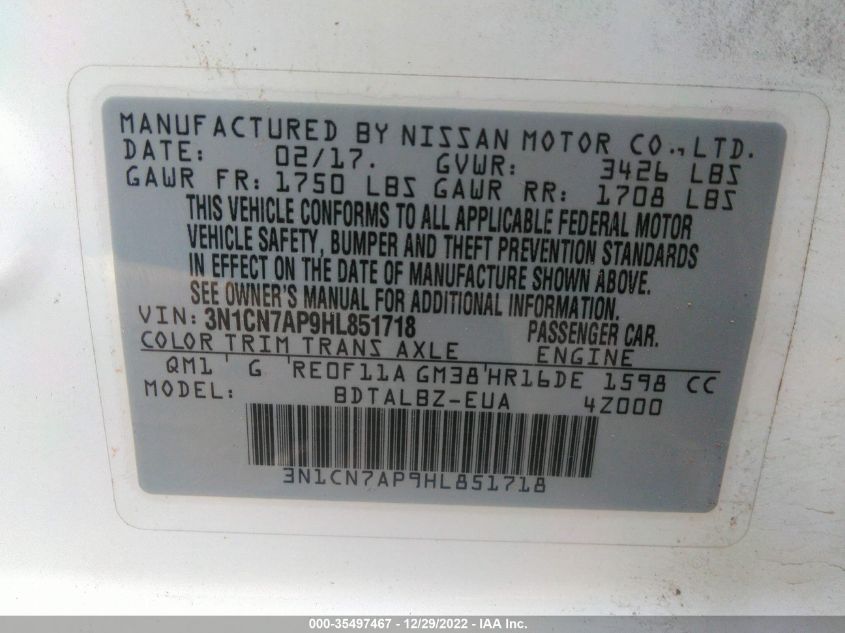 MANUFACTURED BY NISSAN MOTOR CO., LTD.
DATE: 02/17. GVWR: 3426 LBS
GAWR FR: 1750 LBS GAWR RR: 1708 LBS
THIS VEHICLE CONFORMS TO ALL APPLICABLE FEDERAL MOTOR
VEHICLE SAFETY, BUMPER AND THEFT PREVENTION STANDARDS
IN EFFECT ON THE DATE OF MANUFACTURE SHOWN ABOVE.
SEE OWNER'S MANUAL FOR ADDITIONAL INFORMATION.
VIN: 3N1CN7AP9HL851718 PASSENGER CAR.
COLOR TRIM TRANS AXLE ENGINE
QM1 ' G 'RE0F11A GM38'HR16DE 1598 CC
MODEL: BDTALBZ-EUA 4Z000
3N1CN7AP9HL851718
000-35497467 - 12/29/2022 - IAA Inc.